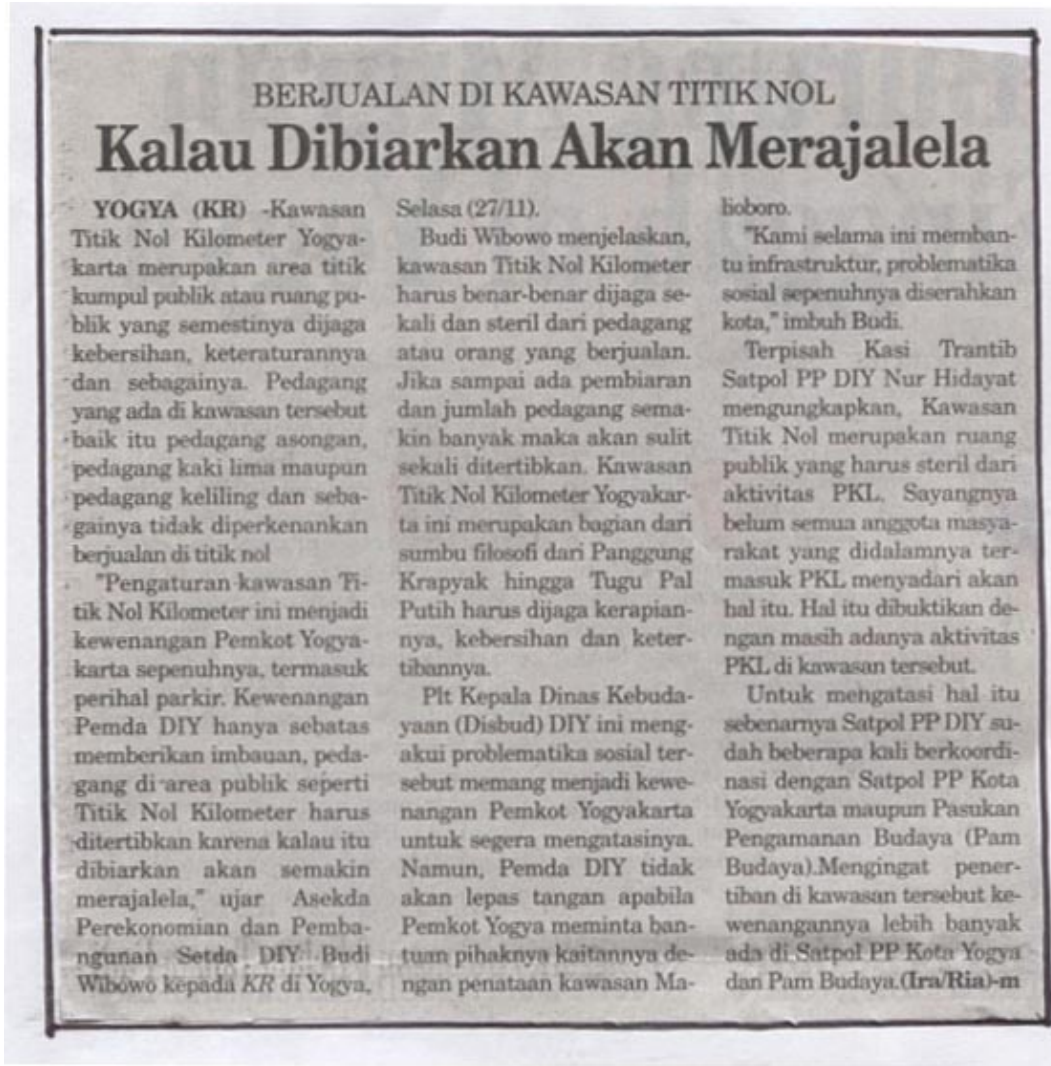 BERJUALAN DI KAWASAN TITIK NOL
Kalau Dibiarkan Akan Merajalela
YOGYA (KR) -Kawasan
Titik Nol Kilometer Yogya-
karta merupakan area titik
kumpul publik atau ruang pu-
blik yang semestinya dijaga
kebersihan, keteraturannya
dan sebagainya. Pedagang
yang ada di kawasan tersebut
baik itu pedagang asongan,
pedagang kaki lima maupun
pedagang keliling dan seba-
gainya tidak diperkenankan
berjualan di titik nol
"Pengaturan kawasan Ti-
tik Nol Kilometer ini menjadi
kewenangan Pemkot Yogya-
karta sepenuhnya, termasuk
perihal parkir. Kewenangan
Pemda DIY hanya sebatas
memberikan imbauan, peda-
gang di area publik seperti
Titik Nol Kilometer harus
ditertibkan karena kalau itu
dibiarkan akan semakin
merajalela," ujar Asekda
Perekonomian dan Pemba-
ngunan Setda DIY Budi
Wibowo kepada KR di Yogya,
Selasa (27/11).
Budi Wibowo menjelaskan,
kawasan Titik Nol Kilometer
harus benar-benar dijaga se-
kali dan steril dari pedagang
atau orang yang berjualan.
Jika sampai ada pembiaran
dan jumlah pedagang sema-
kin banyak maka akan sulit
sekali ditertibkan. Kawasan
Titik Nol Kilometer Yogyakar-
ta ini merupakan bagian dari
sumbu filosofi dari Panggung
Krapyak hingga Tugu Pal
Putih harus dijaga kerapian-
nya, kebersihan dan keter-
tibannya.
Plt Kepala Dinas Kebuda-
yaan (Disbud) DIY ini meng-
akui problematika sosial ter-
sebut memang menjadi kewe-
nangan Pemkot Yogyakarta
untuk segera mengatasinya.
Namun, Pemda DIY tidak
akan lepas tangan apabila
Pemkot Yogya meminta ban-
tuan pihaknya kaitannya de-
ngan penataan kawasan Ma-
lioboro.
"Kami selama ini memban-
tu infrastruktur, problematika
sosial sepenuhnya diserahkan
kota," imbuh Budi.
Terpisah Kasi Trantib
Satpol PP DIY Nur Hidayat
mengungkapkan, Kawasan
Titik Nol merupakan ruang
publik yang harus steril dari
aktivitas PKL. Sayangnya
belum semua anggota masya-
rakat yang didalamnya ter-
masuk PKL menyadari akan
hal itu. Hal itu dibuktikan de-
ngan masih adanya aktivitas
PKL di kawasan tersebut.
Untuk mengatasi hal itu
sebenarnya Satpol PP DIY su-
dah beberapa kali berkoordi-
nasi dengan Satpol PP Kota
Yogyakarta maupun Pasukan
Pengamanan Budaya (Pam
Budaya).Mengingat pener-
tiban di kawasan tersebut ke-
wenangannya lebih banyak
ada di Satpol PP Kota Yogya
dan Pam Budaya.(Ira/Ria)-m